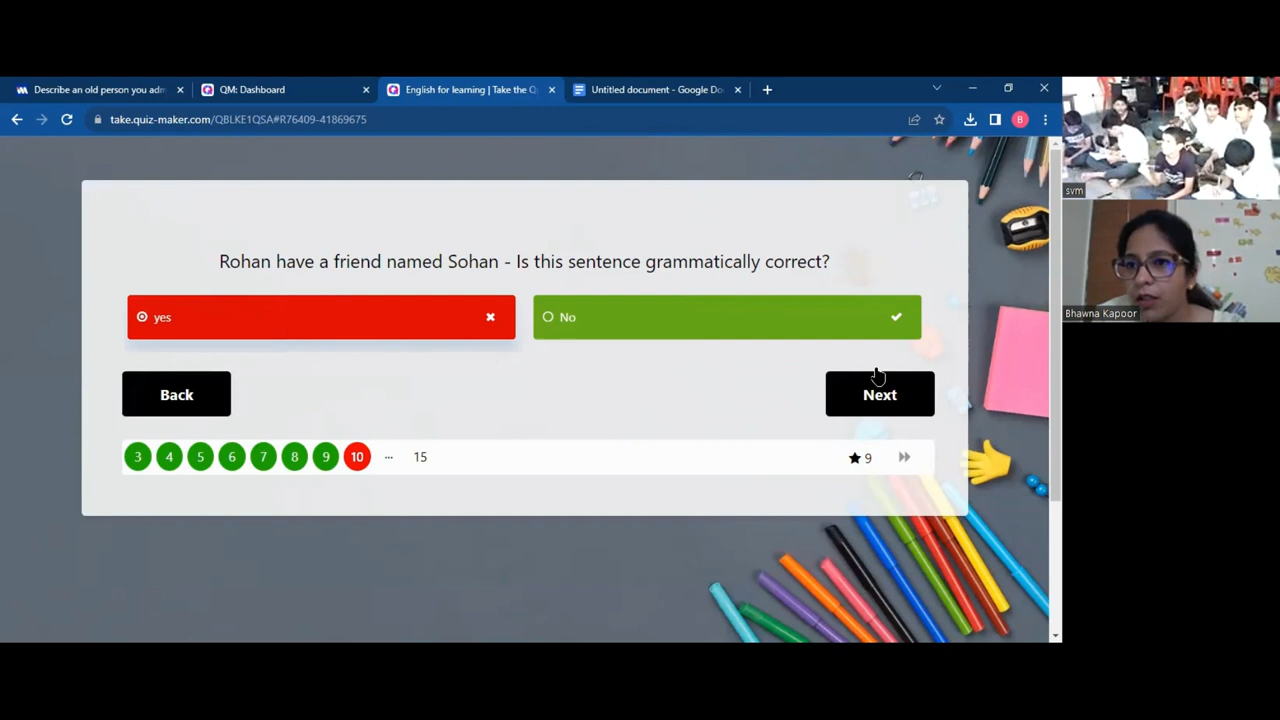 Describe an old person you adm
QM: Dashboard
English for learning | Take the Q
Untitled document - Google Do
take.quiz-maker.com/QBLKE1QSA#R76409-41869675
B
svm
Bhawna Kapoor
Rohan have a friend named Sohan - Is this sentence grammatically correct?
yes
No
Back
Next
3 4 5 6 7 8 9 10 ... 15
9